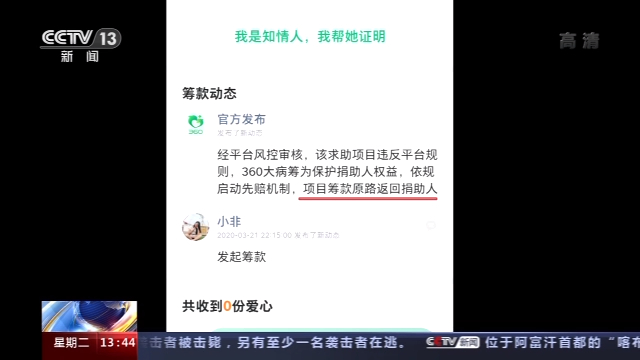 CCTV 13
新闻
高清
我是知情人，我帮她证明
筹款动态
官方发布
发布了新动态
360
经平台风控审核，该求助项目违反平台规
则，360大病筹为保护捐助人权益，依规
启动先赔机制，项目筹款原路返回捐助人
小非
2020-03-21 22:15:00 发布了新动态
发起筹款
共收到0份爱心
星期二 13:44
击者被击毙，另有至少一名袭击者在逃。 CCTV 新闻 位于阿富汗首都的“喀布